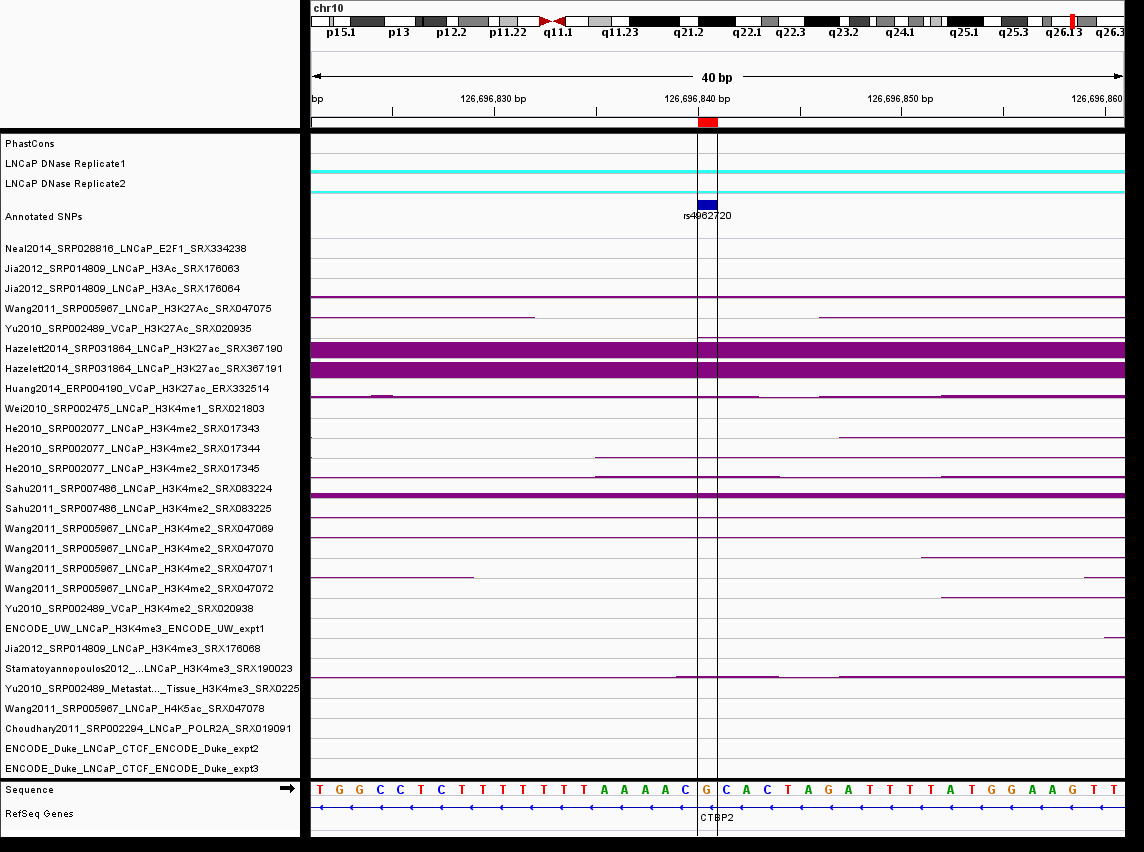 chr10
p15.1 p13 p12.2 p11.22 q11.1 q11.23 q21.2 q22.1 q22.3 q23.2 q24.1 q25.1 q25.3 q26.13 q26.3
40 bp
bp 126,696,830 bp 126,696,840 bp 126,696,850 bp 126,696,860
PhastCons
LNCaP DNase Replicate1
LNCaP DNase Replicate2
Annotated SNPs
rs4962720
Neal2014_SRP028816_LNCaP_E2F1_SRX334238
Jia2012_SRP014809_LNCaP_H3Ac_SRX176063
Jia2012_SRP014809_LNCaP_H3Ac_SRX176064
Wang2011_SRP005967_LNCaP_H3K27Ac_SRX047075
Yu2010_SRP002489_VCaP_H3K27Ac_SRX020935
Hazelett2014_SRP031864_LNCaP_H3K27ac_SRX367190
Hazelett2014_SRP031864_LNCaP_H3K27ac_SRX367191
Huang2014_ERP004190_VCaP_H3K27ac_ERX332514
Wei2010_SRP002475_LNCaP_H3K4me1_SRX021803
He2010_SRP002077_LNCaP_H3K4me2_SRX017343
He2010_SRP002077_LNCaP_H3K4me2_SRX017344
He2010_SRP002077_LNCaP_H3K4me2_SRX017345
Sahu2011_SRP007486_LNCaP_H3K4me2_SRX083224
Sahu2011_SRP007486_LNCaP_H3K4me2_SRX083225
Wang2011_SRP005967_LNCaP_H3K4me2_SRX047069
Wang2011_SRP005967_LNCaP_H3K4me2_SRX047070
Wang2011_SRP005967_LNCaP_H3K4me2_SRX047071
Wang2011_SRP005967_LNCaP_H3K4me2_SRX047072
Yu2010_SRP002489_VCaP_H3K4me2_SRX020938
ENCODE_UW_LNCaP_H3K4me3_ENCODE_UW_expt1
Jia2012_SRP014809_LNCaP_H3K4me3_SRX176068
Stamatoyannopoulos2012_...LNCaP_H3K4me3_SRX190023
Yu2010_SRP002489_Metastat..._Tissue_H3K4me3_SRX0225
Wang2011_SRP005967_LNCaP_H4K5ac_SRX047078
Choudhary2011_SRP002294_LNCaP_POLR2A_SRX019091
ENCODE_Duke_LNCaP_CTCF_ENCODE_Duke_expt2
ENCODE_Duke_LNCaP_CTCF_ENCODE_Duke_expt3
Sequence T G G C C T C T T T T T T T A A A A C G C A C T A G A T T T T A T G G A A G T T
RefSeq Genes
CTBP2